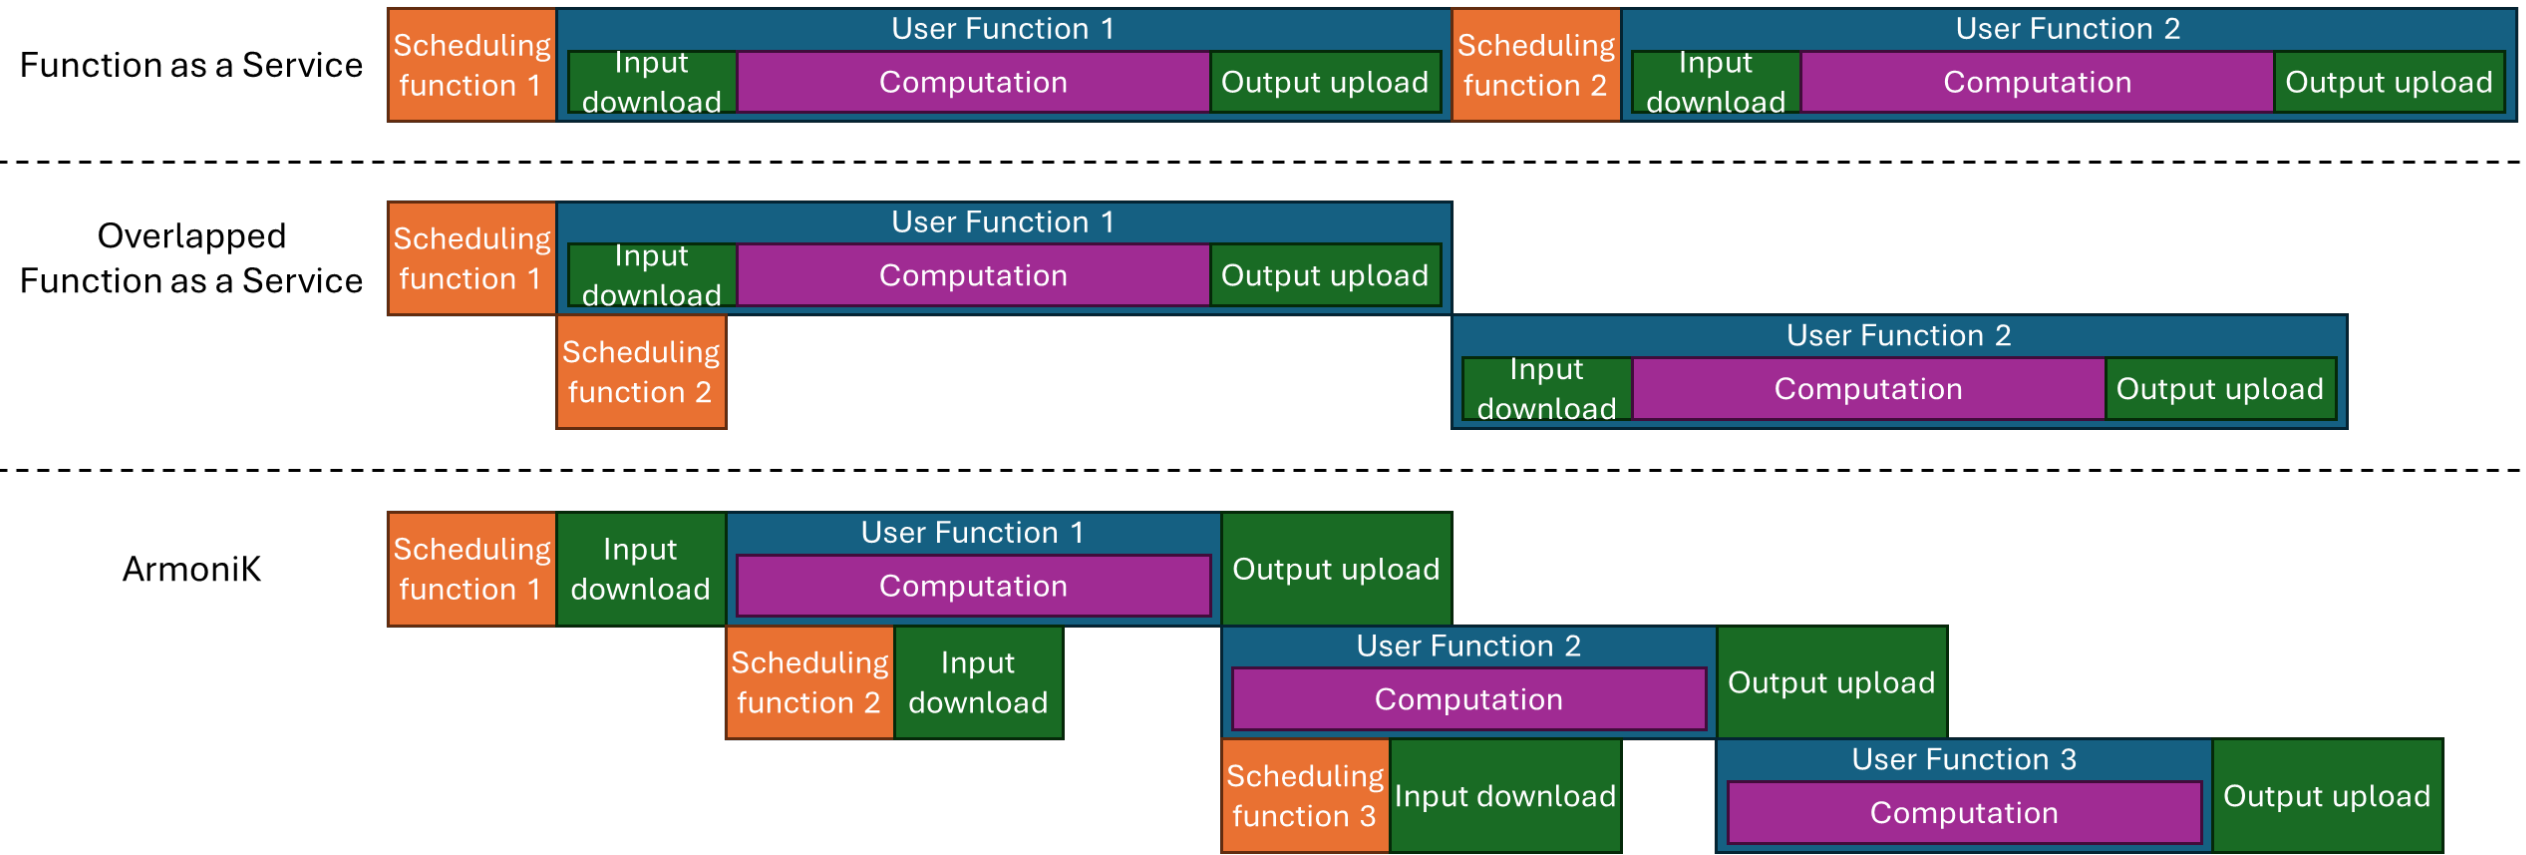 Function as a Service
Scheduling
function 1
User Function 1
Input
download
Computation
Output upload
Scheduling
function 2
User Function 2
Input
download
Computation
Output upload
Overlapped
Function as a Service
Scheduling
function 1
User Function 1
Input
download
Computation
Output upload
Scheduling
function 2
User Function 2
Input
download
Computation
Output upload
ArmoniK
Scheduling
function 1
Input
download
User Function 1
Computation
Output upload
Scheduling
function 2
Input
download
User Function 2
Computation
Output upload
Scheduling
function 3
Input download
User Function 3
Computation
Output upload